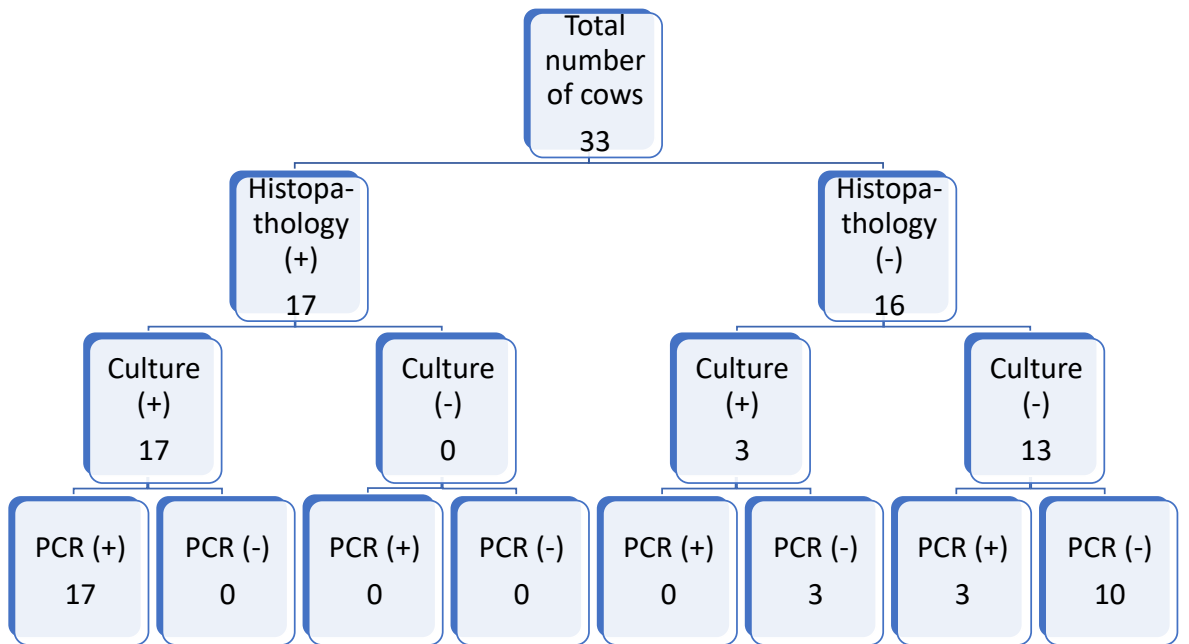 Total
number
of cows
33
Histopa-
thology
(+)
17
Histopa-
thology
(-)
16
Culture
(+)
17
Culture
(-)
0
Culture
(+)
3
Culture
(-)
13
PCR (+)
17
PCR (-)
0
PCR (+)
0
PCR (-)
0
PCR (+)
0
PCR (-)
3
PCR (+)
3
PCR (-)
10